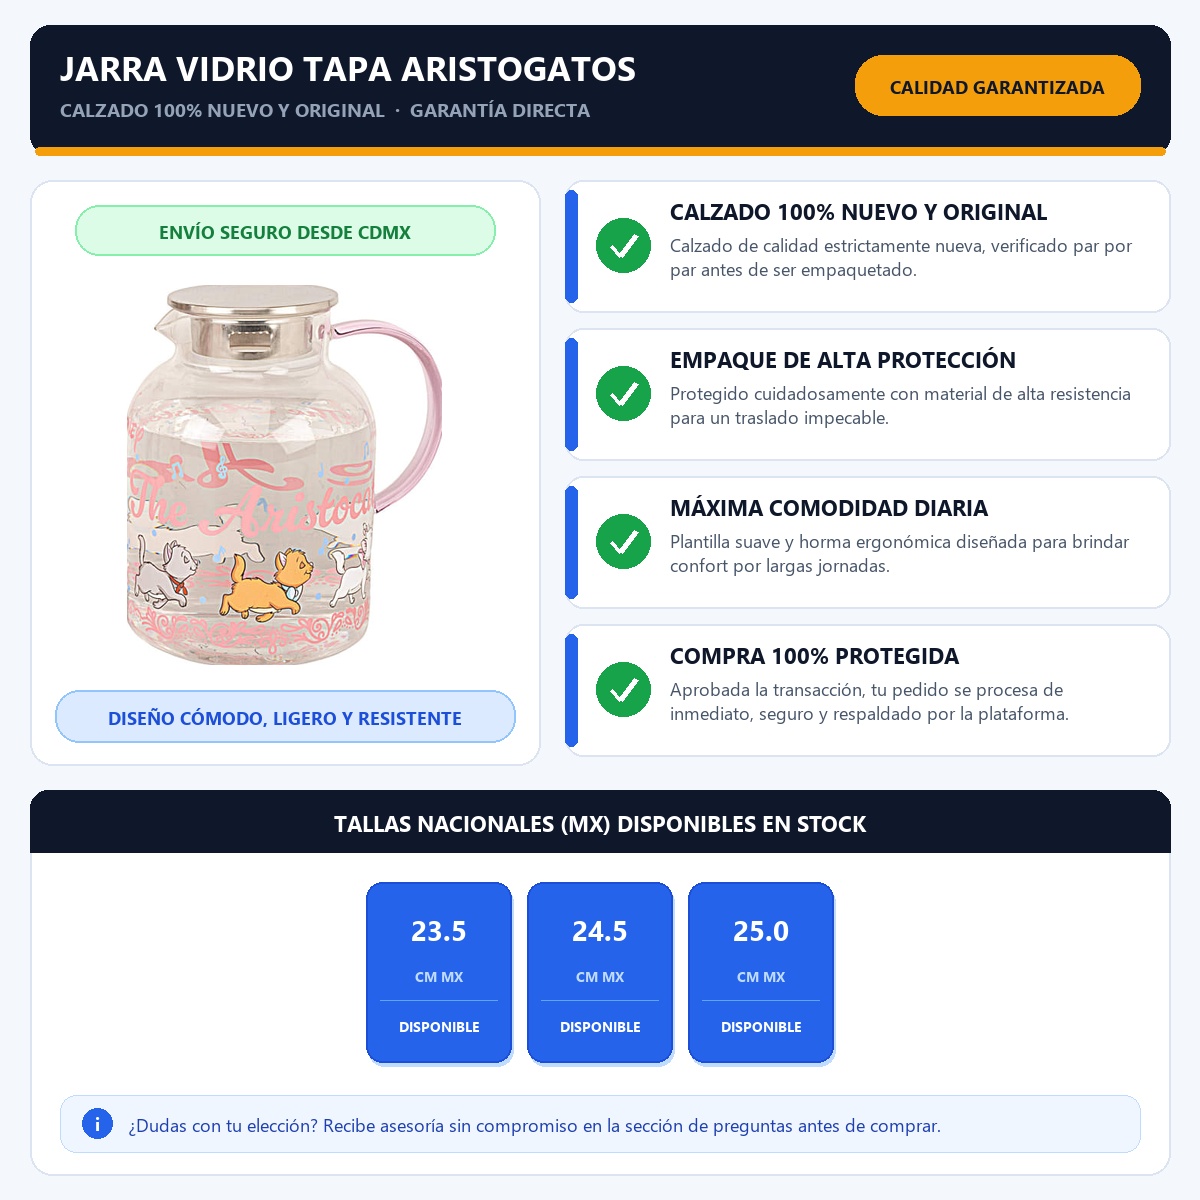 JARRA VIDRIO TAPA ARISTOGATOS
CALZADO 100% NUEVO Y ORIGINAL · GARANTÍA DIRECTA
CALIDAD GARANTIZADA
ENVÍO SEGURO DESDE CDMX
The Aristoca
DISEÑO CÓMODO, LIGERO Y RESISTENTE
CALZADO 100% NUEVO Y ORIGINAL
Calzado de calidad estrictamente nueva, verificado par por
par antes de ser empaquetado.
EMPAQUE DE ALTA PROTECCIÓN
Protegido cuidadosamente con material de alta resistencia
para un traslado impecable.
MÁXIMA COMODIDAD DIARIA
Plantilla suave y horma ergonómica diseñada para brindar
confort por largas jornadas.
COMPRA 100% PROTEGIDA
Aprobada la transacción, tu pedido se procesa de
inmediato, seguro y respaldado por la plataforma.
TALLAS NACIONALES (MX) DISPONIBLES EN STOCK
23.5
CM MX
DISPONIBLE
24.5
CM MX
DISPONIBLE
25.0
CM MX
DISPONIBLE
¿Dudas con tu elección? Recibe asesoría sin compromiso en la sección de preguntas antes de comprar.